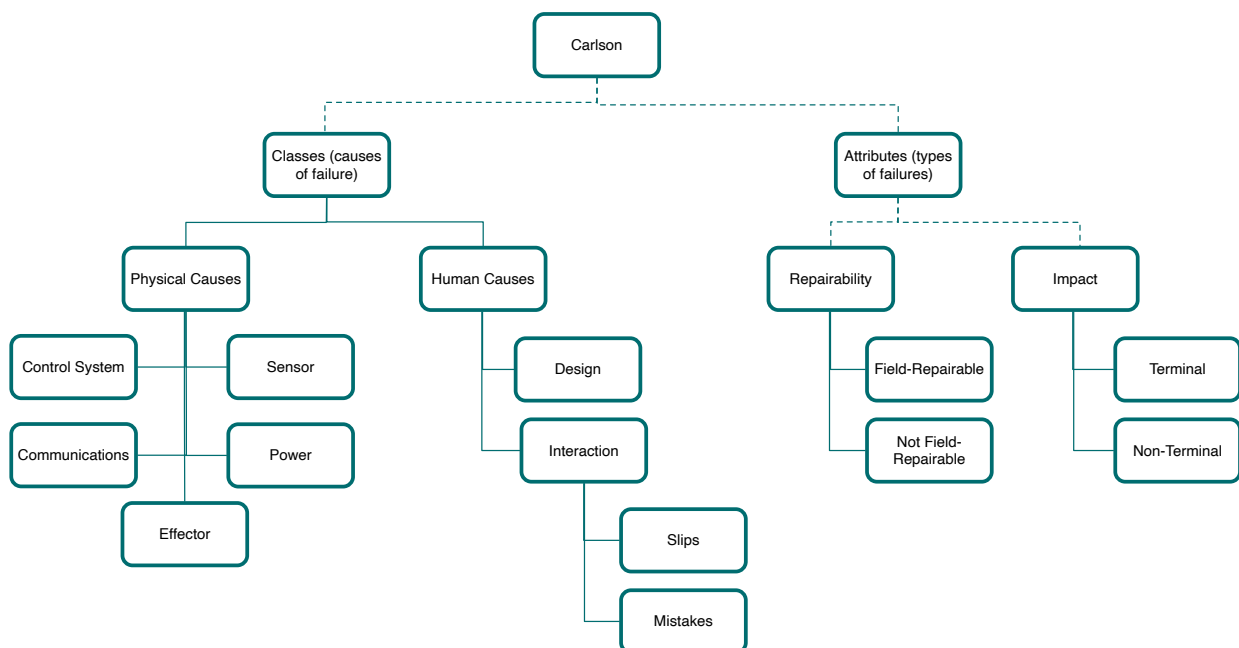 Carlson
Classes (causes
of failure)
Attributes (types
of failures)
Physical Causes
Human Causes
Repairability
Impact
Control System
Sensor
Design
Field-Repairable
Terminal
Communications
Power
Interaction
Not Field-
Repairable
Non-Terminal
Effector
Slips
Mistakes